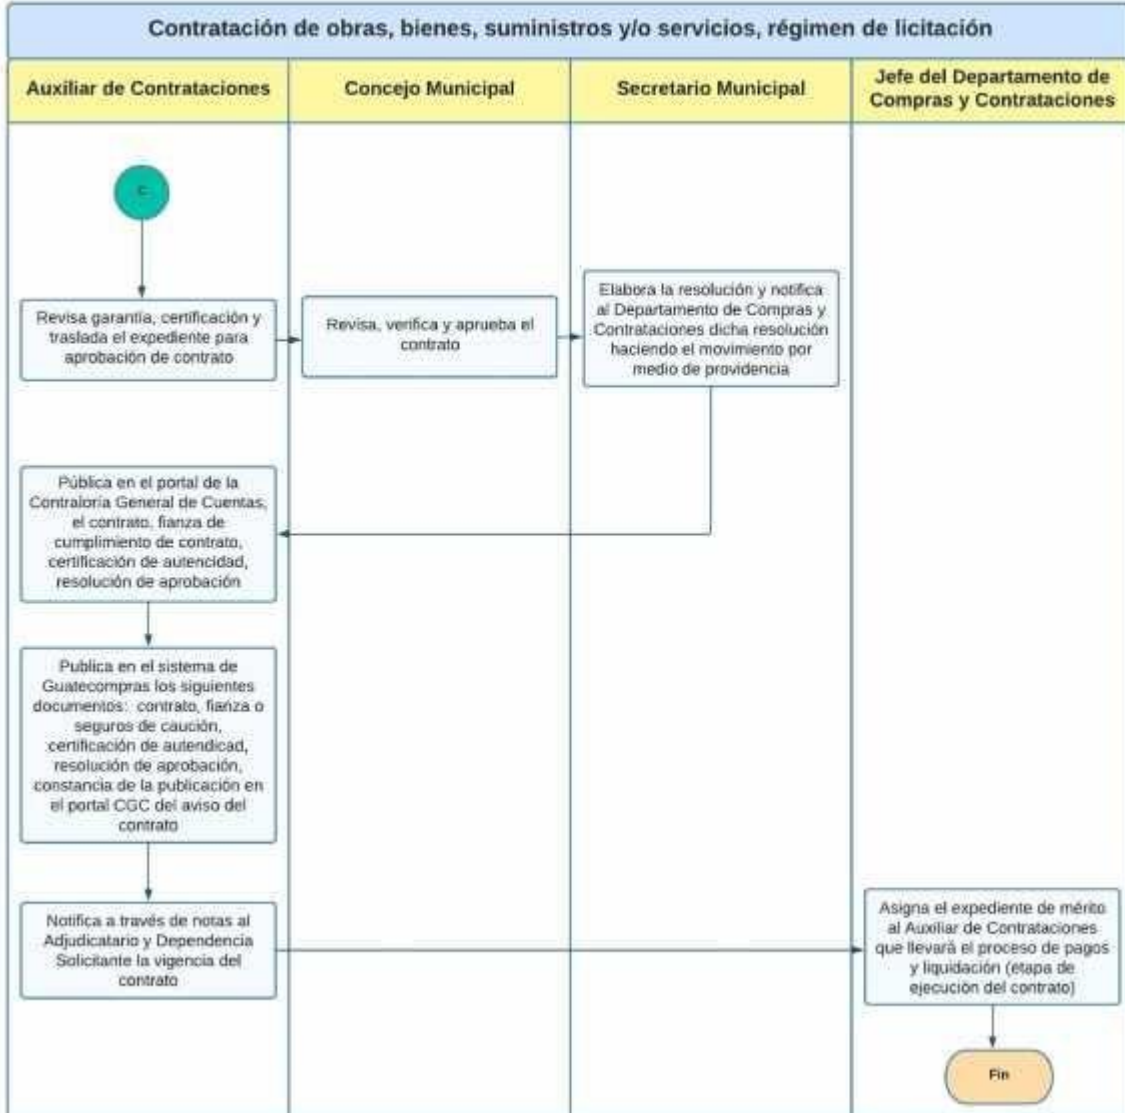 Contratación de obras, bienes, suministros y/o servicios, régimen de licitación
Auxiliar de Contrataciones
Concejo Municipal
Secretario Municipal
Jefe del Departamento de
Compras y Contrataciones
C
Revisa garantía, certificación y
traslada el expediente para
aprobación de contrato
Revisa, verifica y aprueba el
contrato
Elabora la resolución y notifica
al Departamento de Compras y
Contrataciones dicha resolución
haciendo el movimiento por
medio de providencia
Pública en el portal de la
Contraloría General de Cuentas,
el contrato, fianza de
cumplimiento de contrato,
certificación de autencidad,
resolución de aprobación
Publica en el sistema de
Guatecompras los siguientes
documentos: contrato, fianza o
seguros de caución,
certificación de autendicad,
resolución de aprobación,
constancia de la publicación en
el portal CGC del aviso del
contrato
Notifica a través de notas al
Adjudicatario y Dependencia
Solicitante la vigencia del
contrato
Asigna el expediente de mérito
al Auxiliar de Contrataciones
que llevará el proceso de pagos
y liquidación (etapa de
ejecución del contrato)
Fin